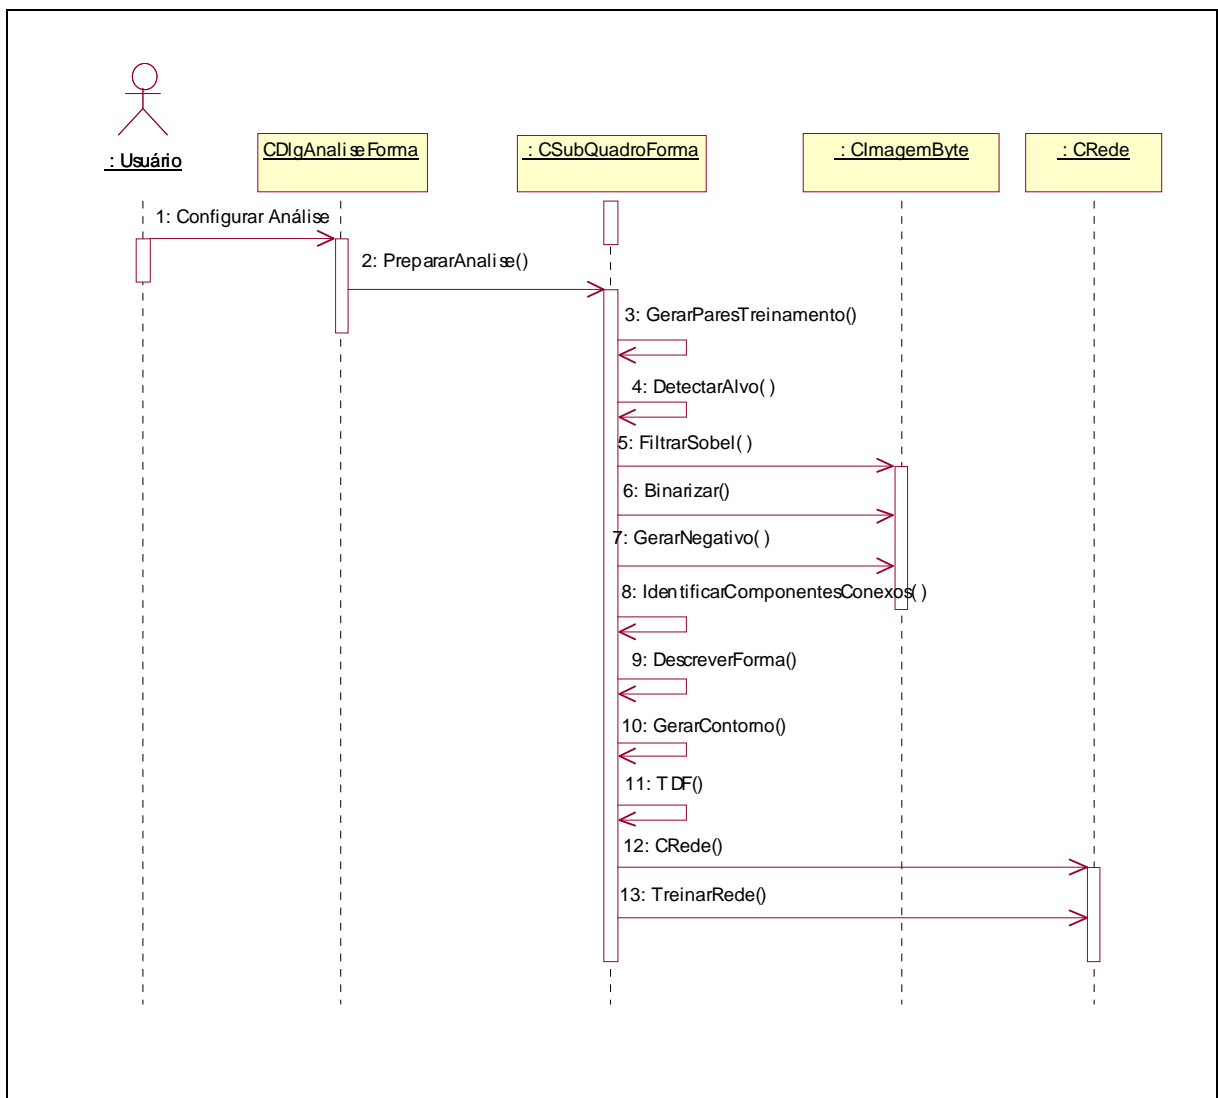 : Usuário
CDlgAnaliseForma
: CSubQuadroForma
: CImagemByte
: CRede
1: Configurar Análise
2: PrepararAnalise()
3: GerarParesTreinamento()
4: DetectarAlvo( )
5: FiltrarSobel( )
6: Binarizar()
7: GerarNegativo( )
8: IdentificarComponentesConexos( )
9: DescreverForma()
10: GerarContorno()
11: TDF()
12: CRede()
13: TreinarRede()